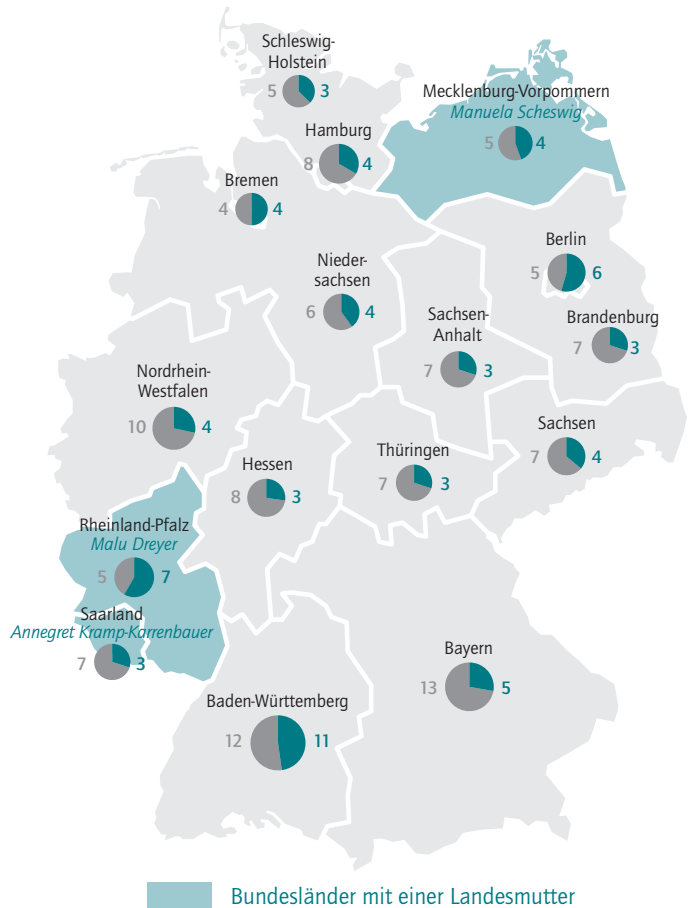 Schleswig-
Holstein
5 3
Mecklenburg-Vorpommern
Manuela Scheswig
5 4
Hamburg
8 4
Bremen
4 4
Berlin
5 6
Nieder-
sachsen
6 4
Sachsen-
Anhalt
7 3
Brandenburg
7 3
Nordrhein-
Westfalen
10 4
Sachsen
7 4
Hessen
8 3
Thüringen
7 3
Rheinland-Pfalz
Malu Dreyer
5 7
Saarland
Annegret Kramp-Karrenbauer
7 3
Bayern
13 5
Baden-Württemberg
12 11
Bundesländer mit einer Landesmutter